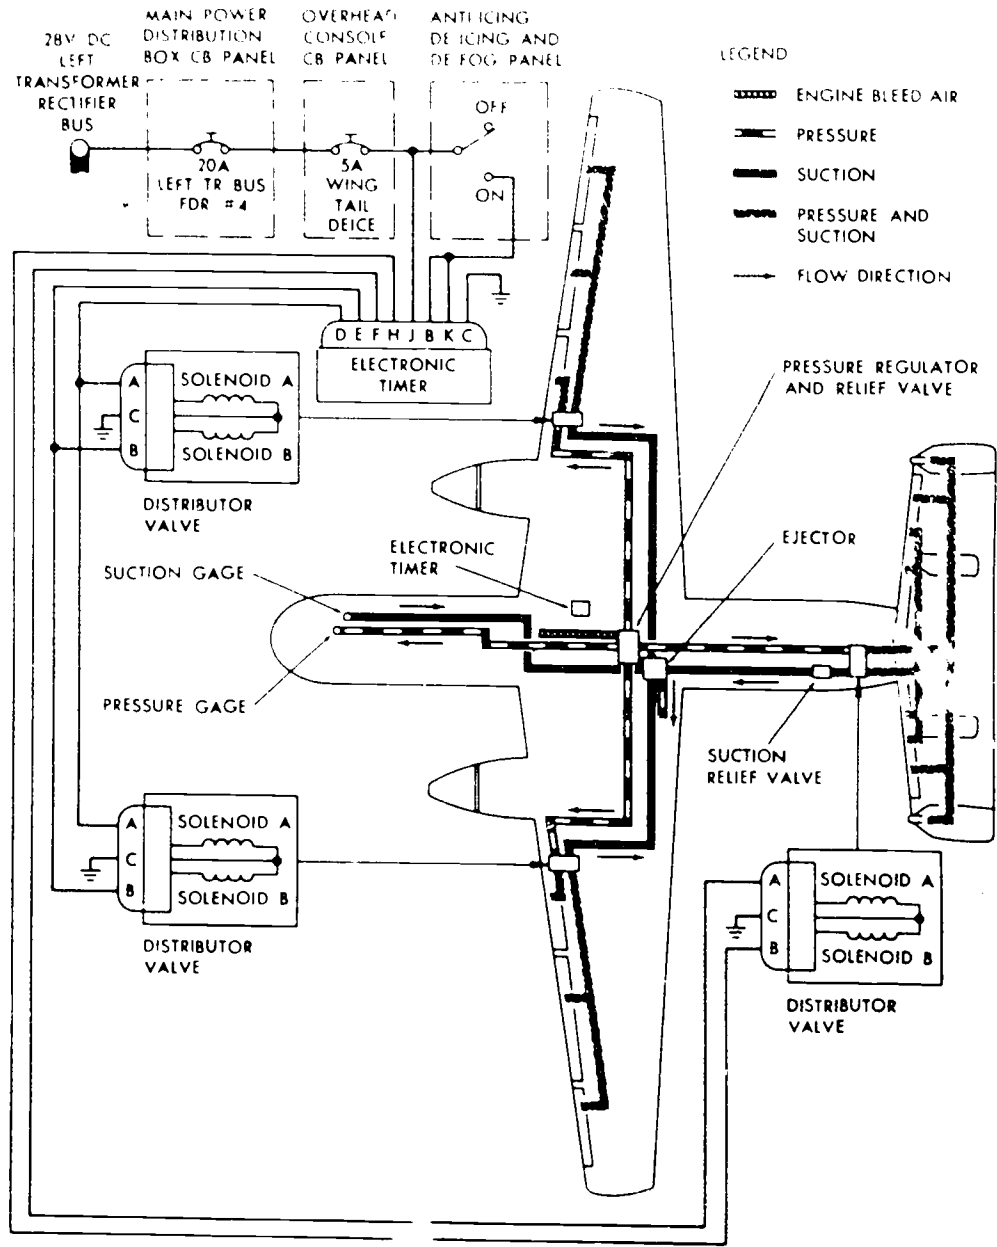 28V DC
LEFT
TRANSFORMER
RECTIFIER
BUS
MAIN POWER
DISTRIBUTION
BOX CB PANEL
OVERHEAD
CONSOLE
CB PANEL
ANTI ICING
DE ICING AND
DE FOG PANEL
OFF
ON
20A
LEFT TR BUS
FDR #4
5A
WING
TAIL
DEICE
LEGEND
ENGINE BLEED AIR
PRESSURE
SUCTION
PRESSURE AND
SUCTION
FLOW DIRECTION
D E F H J B K C
ELECTRONIC
TIMER
A
C
B
SOLENOID A
SOLENOID B
DISTRIBUTOR
VALVE
PRESSURE REGULATOR
AND RELIEF VALVE
EJECTOR
ELECTRONIC
TIMER
SUCTION GAGE
PRESSURE GAGE
SUCTION
RELIEF VALVE
A
C
B
SOLENOID A
SOLENOID B
DISTRIBUTOR
VALVE
A
C
B
SOLENOID A
SOLENOID B
DISTRIBUTOR
VALVE